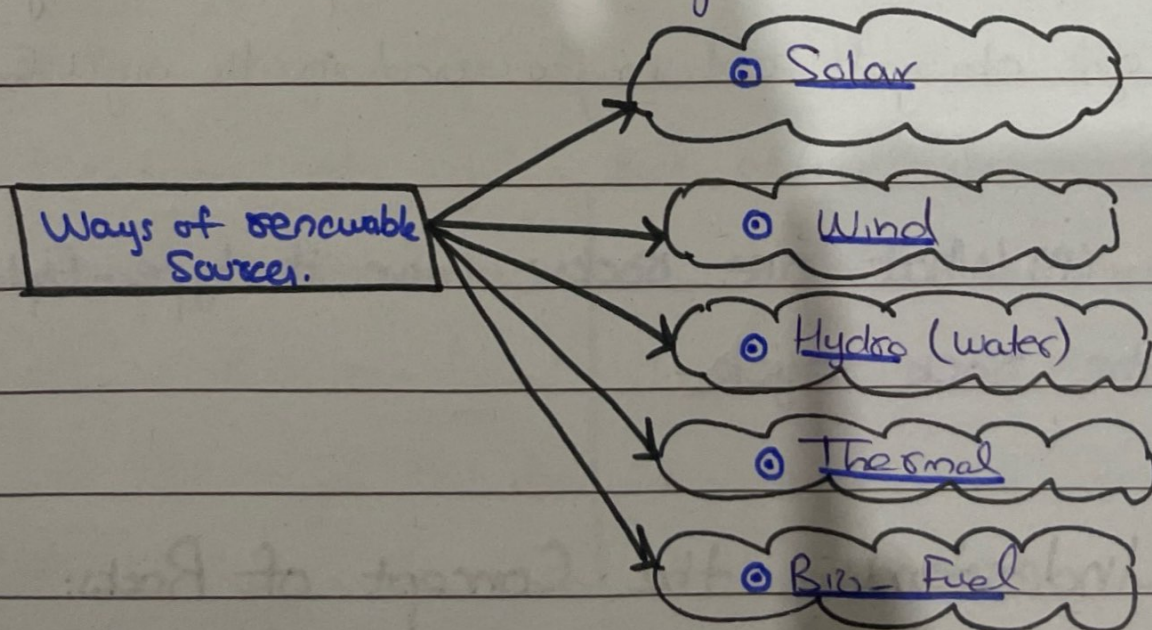 Ways of renewable
Sources.
Solar
Wind
Hydro (water)
Thermal
Bio-Fuel